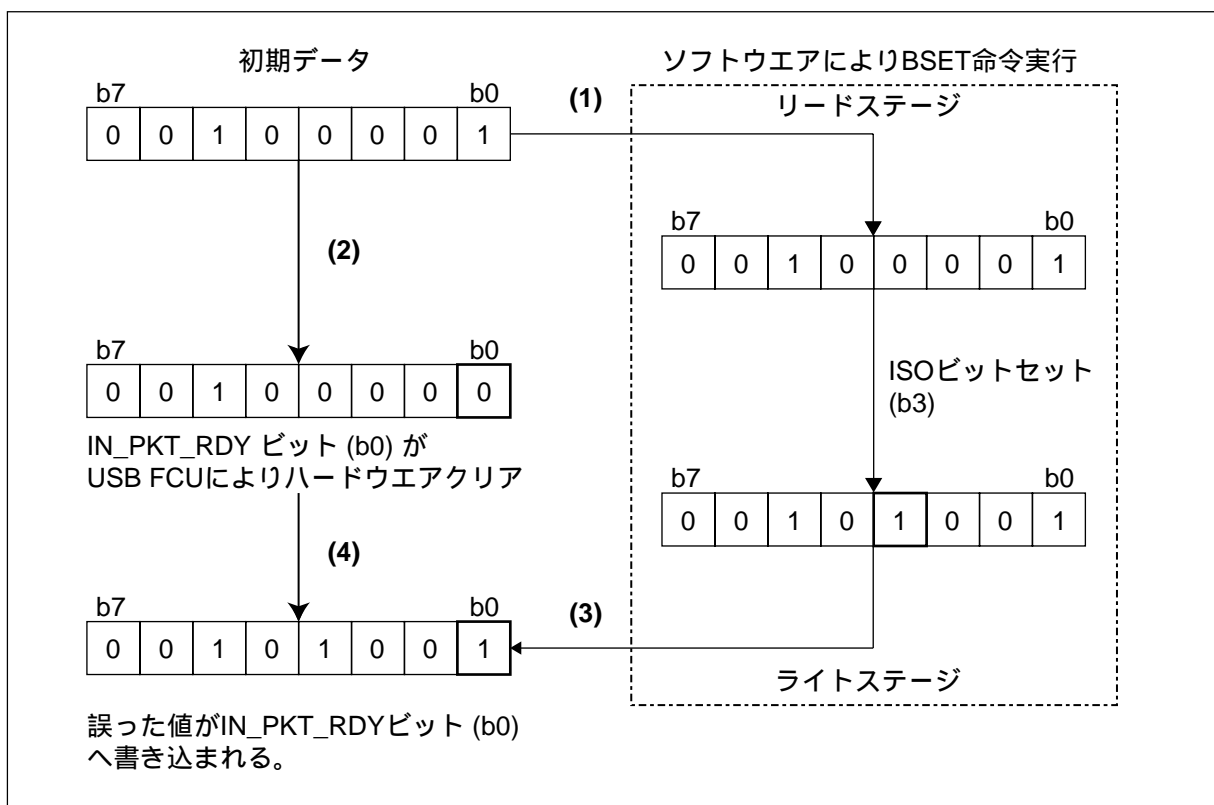 初期データ
ソフトウエアによりBSET命令実行
b7 b0
(1)
リードステージ
0 0 1 0 0 0 0 1
b7 b0
(2)
0 0 1 0 0 0 0 1
b7 b0
0 0 1 0 0 0 0 0
ISOビットセット
(b3)
IN_PKT_RDY ビット (b0) が
USB FCUによりハードウエアクリア
b7 b0
0 0 1 0 1 0 0 1
(4)
b7 b0
(3)
0 0 1 0 1 0 0 1
ライトステージ
誤った値がIN_PKT_RDYビット (b0)
へ書き込まれる。